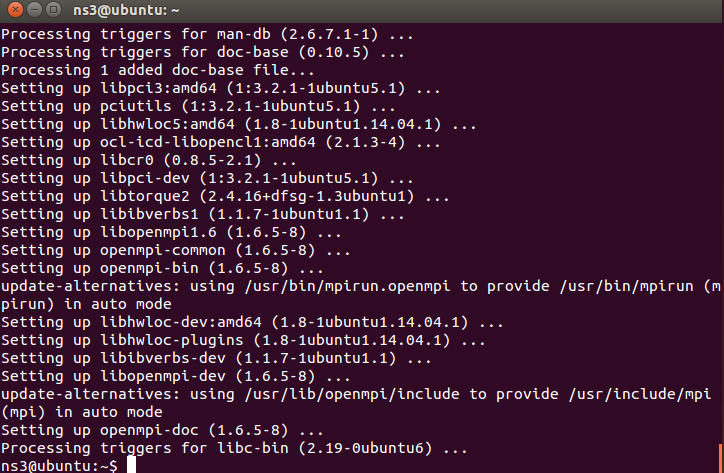 ns3@ubuntu: ~
Processing triggers for man-db (2.6.7.1-1) ...
Processing triggers for doc-base (0.10.5) ...
Processing 1 added doc-base file...
Setting up libpci3:amd64 (1:3.2.1-1ubuntu5.1) ...
Setting up pciutils (1:3.2.1-1ubuntu5.1) ...
Setting up libhwloc5:amd64 (1.8-1ubuntu1.14.04.1) ...
Setting up ocl-icd-libopencl1:amd64 (2.1.3-4) ...
Setting up libcr0 (0.8.5-2.1) ...
Setting up libpci-dev (1:3.2.1-1ubuntu5.1) ...
Setting up libtorque2 (2.4.16+dfsg-1.3ubuntu1) ...
Setting up libibverbs1 (1.1.7-1ubuntu1.1) ...
Setting up libopenmpi1.6 (1.6.5-8) ...
Setting up openmpi-common (1.6.5-8) ...
Setting up openmpi-bin (1.6.5-8) ...
update-alternatives: using /usr/bin/mpirun.openmpi to provide /usr/bin/mpirun (m
pirun) in auto mode
Setting up libhwloc-dev:amd64 (1.8-1ubuntu1.14.04.1) ...
Setting up libhwloc-plugins (1.8-1ubuntu1.14.04.1) ...
Setting up libibverbs-dev (1.1.7-1ubuntu1.1) ...
Setting up libopenmpi-dev (1.6.5-8) ...
update-alternatives: using /usr/lib/openmpi/include to provide /usr/include/mpi
(mpi) in auto mode
Setting up openmpi-doc (1.6.5-8) ...
Processing triggers for libc-bin (2.19-0ubuntu6) ...
ns3@ubuntu:~$